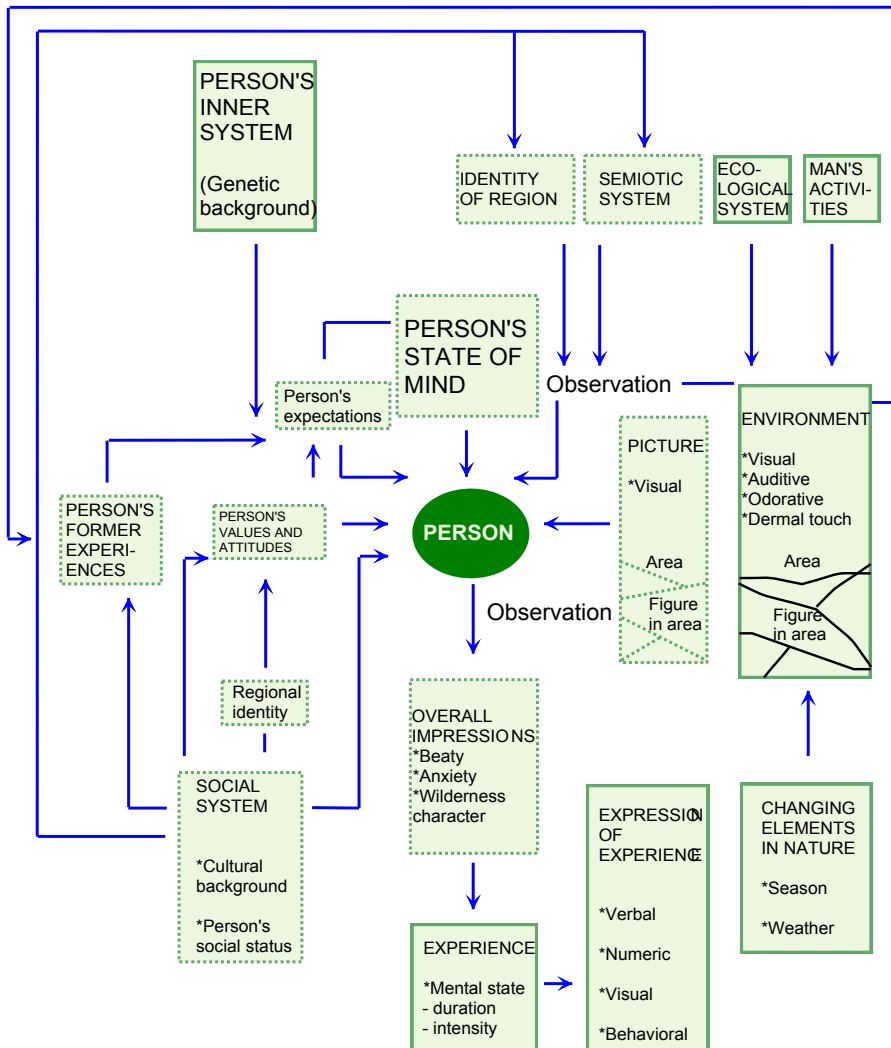 PERSON'S
INNER
SYSTEM
(Genetic
background)
IDENTITY
OF REGION
SEMIOTIC
SYSTEM
ECO-
LOGICAL
SYSTEM
MAN'S
ACTIVI-
TIES
PERSON'S
STATE OF
MIND
Observation
Person's
expectations
PICTURE
*Visual
Area
Figure
in area
ENVIRONMENT
*Visual
*Auditive
*Odorative
*Dermal touch
Area
Figure
in area
PERSON'S
FORMER
EXPERI-
ENCES
PERSON'S
VALUES AND
ATTITUDES
PERSON
Observation
Regional
identity
OVERALL
IMPRESSIONS
*Beaty
*Anxiety
*Wilderness
character
SOCIAL
SYSTEM
*Cultural
background
*Person's
social status
EXPERIENCE
*Mental state
- duration
- intensity
EXPRESSION
OF
EXPERIENCE
*Verbal
*Numeric
*Visual
*Behavioral
CHANGING
ELEMENTS
IN NATURE
*Season
*Weather